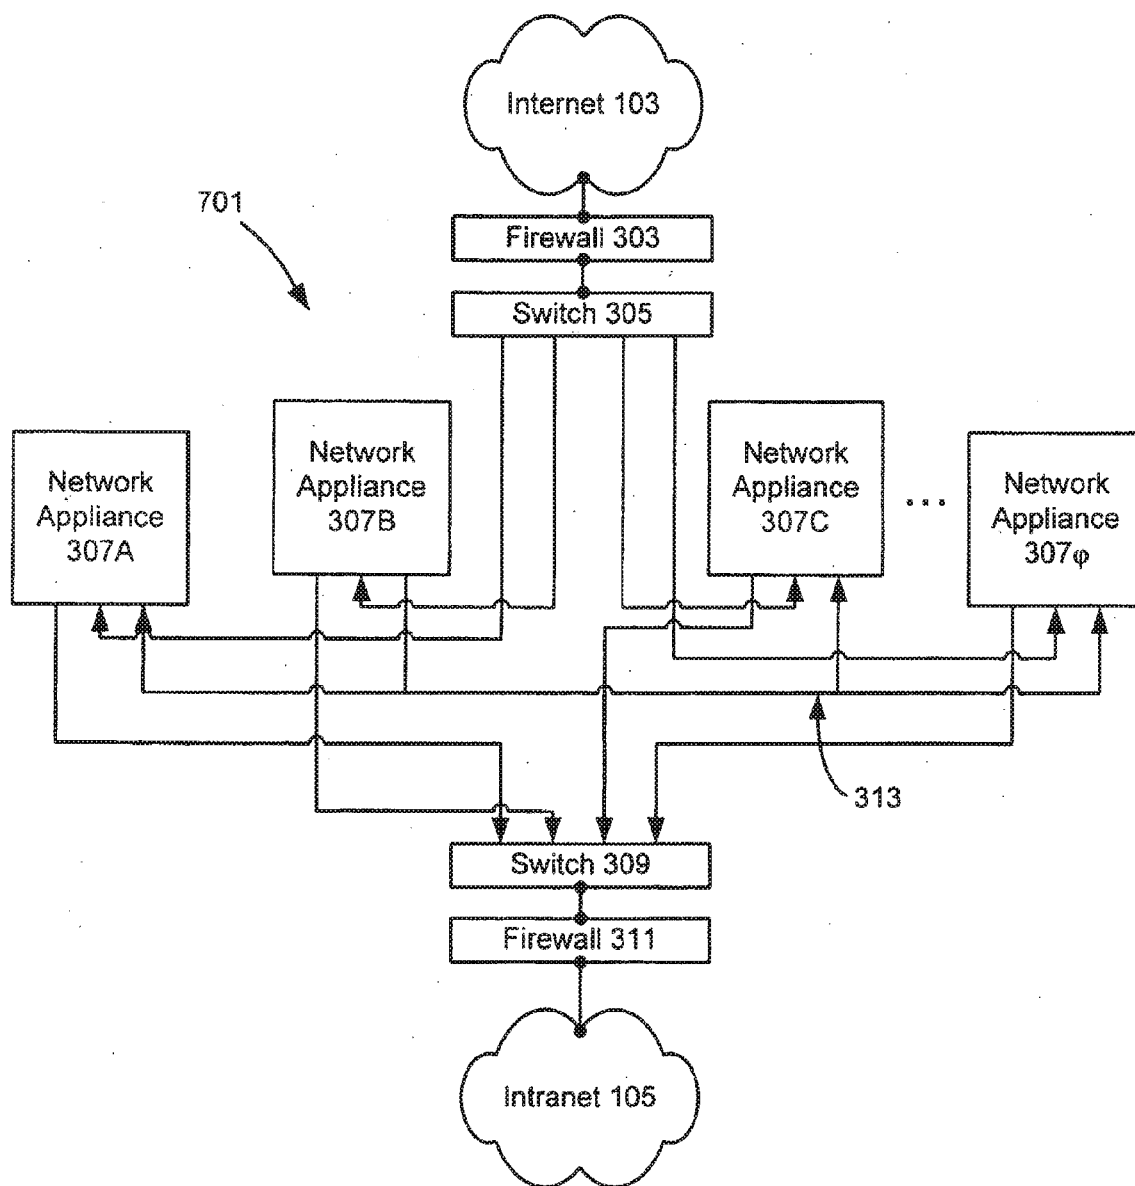 Internet 103
701
Firewall 303
Switch 305
Network
Appliance
307A
Network
Appliance
307B
Network
Appliance
307C
...
Network
Appliance
307φ
313
Switch 309
Firewall 311
Intranet 105